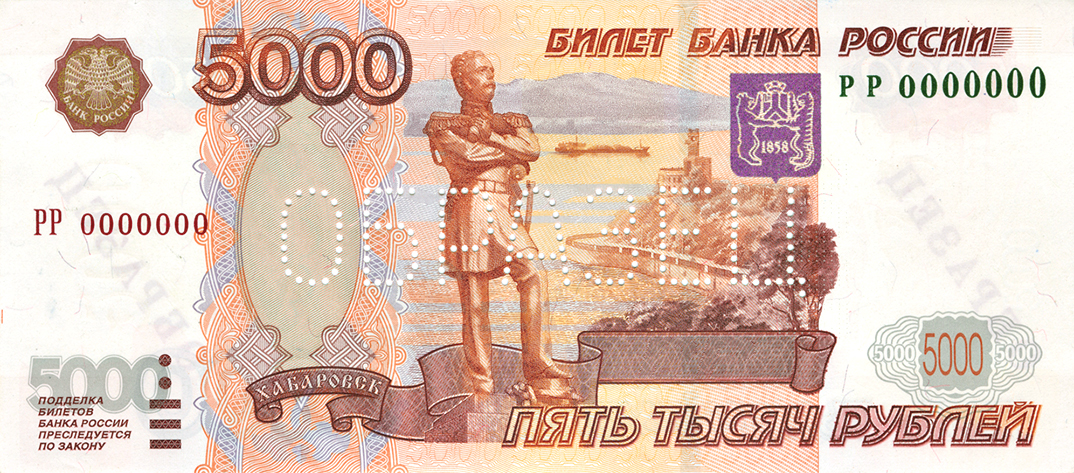 5000
БИЛЕТ БАНКА РОССИИ
БАНК РОССИИ
РР 0000000
1858
РР 0000000
ОБРАЗЕЦ
5000
5000 5000 5000
ХАБАРОВСК
ПОДДЕЛКА
БИЛЕТОВ
БАНКА РОССИИ
ПРЕСЛЕДУЕТСЯ
ПО ЗАКОНУ
ПЯТЬ ТЫСЯЧ РУБЛЕЙ